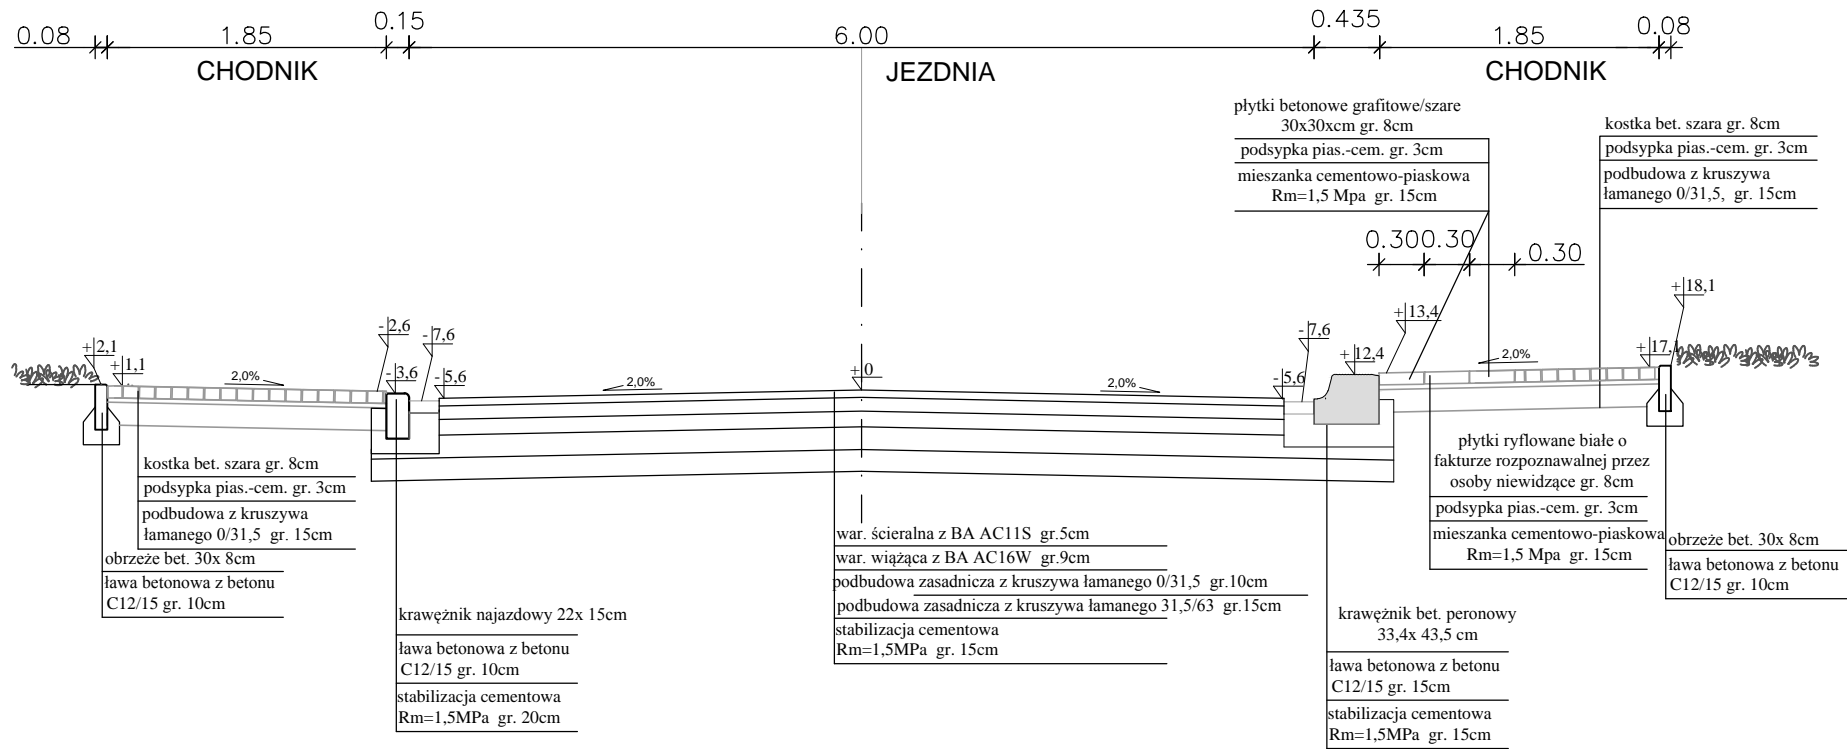 0.08
1.85
0.15
6.00
0.435
1.85
0.08
CHODNIK
JEZDNIA
CHODNIK
płytki betonowe grafitowe/szare
30x30xcm gr. 8cm
podsypka pias.-cem. gr. 3cm
mieszanka cementowo-piaskowa
Rm=1,5 Mpa gr. 15cm
kostka bet. szara gr. 8cm
podsypka pias.-cem. gr. 3cm
podbudowa z kruszywa
łamanego 0/31,5, gr. 15cm
0.30 0.30 0.30
+2,1
+1,1
2,0%
-2,6
-3,6
-7,6
-5,6
2,0%
+0
2,0%
-5,6
-7,6
+12,4
+13,4
2,0%
+17,1
+18,1
kostka bet. szara gr. 8cm
podsypka pias.-cem. gr. 3cm
podbudowa z kruszywa
łamanego 0/31,5 gr. 15cm
obrzeże bet. 30x 8cm
ława betonowa z betonu
C12/15 gr. 10cm
krawężnik najazdowy 22x 15cm
ława betonowa z betonu
C12/15 gr. 10cm
stabilizacja cementowa
Rm=1,5MPa gr. 20cm
war. ścieralna z BA AC11S gr.5cm
war. wiążąca z BA AC16W gr.9cm
podbudowa zasadnicza z kruszywa łamanego 0/31,5 gr.10cm
podbudowa zasadnicza z kruszywa łamanego 31,5/63 gr.15cm
stabilizacja cementowa
Rm=1,5MPa gr. 15cm
płytki ryflowane białe o
fakturze rozpoznawalnej przez
osoby niewidzące gr. 8cm
podsypka pias.-cem. gr. 3cm
mieszanka cementowo-piaskowa
Rm=1,5 Mpa gr. 15cm
krawężnik bet. peronowy
33,4x 43,5 cm
ława betonowa z betonu
C12/15 gr. 15cm
stabilizacja cementowa
Rm=1,5MPa gr. 15cm
obrzeże bet. 30x 8cm
ława betonowa z betonu
C12/15 gr. 10cm